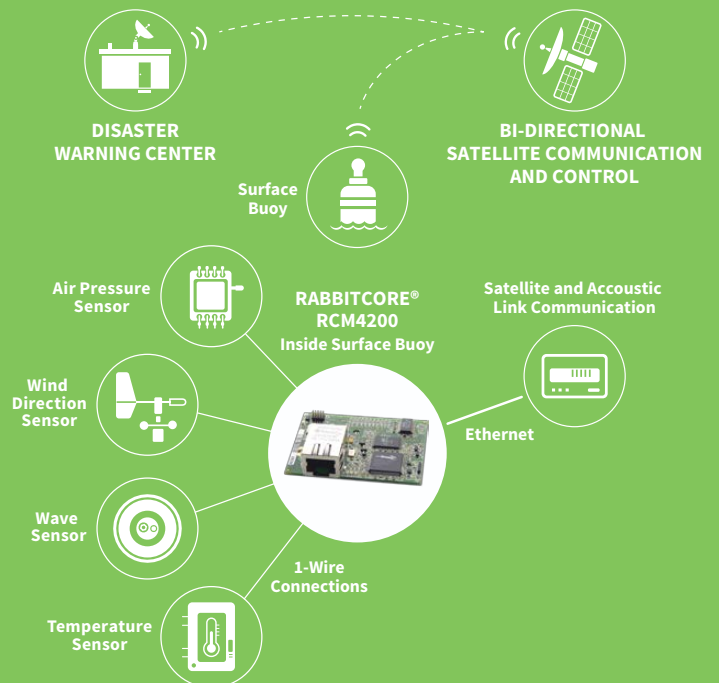 DISASTER
WARNING CENTER
BI-DIRECTIONAL
SATELLITE COMMUNICATION
AND CONTROL
Surface
Buoy
Air Pressure
Sensor
RABBITCORE®
RCM4200
Inside Surface Buoy
Satellite and Accoustic
Link Communication
Wind
Direction
Sensor
Ethernet
Wave
Sensor
1-Wire
Connections
Temperature
Sensor